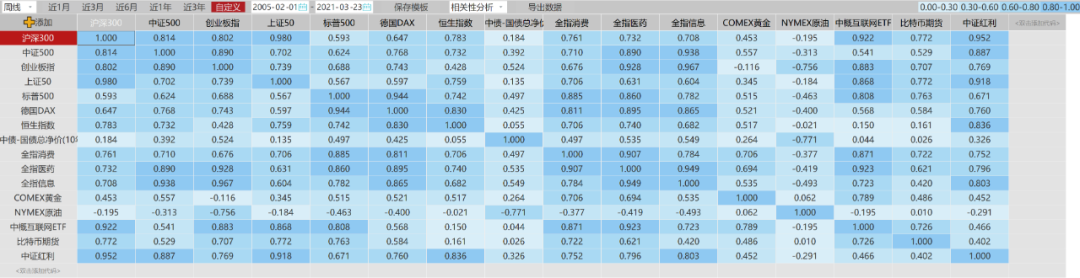 周线 近1月 近3月 近6月 近1年 近3年 自定义 2005-02-01 - 2021-03-23 保存模板 相关性分析 导出数据 0.00-0.30 0.30-0.60 0.60-0.80 0.80-1.00
添加 沪深300 中证500 创业板指 上证50 标普500 德国DAX 恒生指数 中债-国债总净价(10年 全指消费 全指医药 全指信息 COMEX黄金 NYMEX原油 中概互联网ETF 比特币期货 中证红利 <双击添加代码>
沪深300 1.000 0.814 0.802 0.980 0.593 0.647 0.783 0.184 0.761 0.732 0.708 0.453 -0.195 0.922 0.772 0.952
中证500 0.814 1.000 0.890 0.702 0.624 0.768 0.732 0.392 0.710 0.890 0.938 0.557 -0.313 0.541 0.529 0.887
创业板指 0.802 0.890 1.000 0.739 0.688 0.743 0.428 0.524 0.676 0.928 0.967 -0.116 -0.756 0.883 0.707 0.769
上证50 0.980 0.702 0.739 1.000 0.567 0.597 0.759 0.135 0.706 0.631 0.604 0.345 -0.184 0.868 0.772 0.918
标普500 0.593 0.624 0.688 0.567 1.000 0.944 0.742 0.497 0.885 0.860 0.782 0.515 -0.463 0.808 0.763 0.671
德国DAX 0.647 0.768 0.743 0.597 0.944 1.000 0.830 0.425 0.811 0.895 0.865 0.521 -0.400 0.568 0.584 0.760
恒生指数 0.783 0.732 0.428 0.759 0.742 0.830 1.000 0.055 0.706 0.740 0.682 0.517 -0.021 0.150 0.161 0.836
中债-国债总净价(10年 0.184 0.392 0.524 0.135 0.497 0.425 0.055 1.000 0.497 0.535 0.549 0.264 -0.771 0.044 0.026 0.326
全指消费 0.761 0.710 0.676 0.706 0.885 0.811 0.706 0.497 1.000 0.907 0.784 0.706 -0.377 0.871 0.722 0.752
全指医药 0.732 0.890 0.928 0.631 0.860 0.895 0.740 0.535 0.907 1.000 0.949 0.694 -0.419 0.923 0.621 0.796
全指信息 0.708 0.938 0.967 0.604 0.782 0.865 0.682 0.549 0.784 0.949 1.000 0.535 -0.493 0.723 0.420 0.803
COMEX黄金 0.453 0.557 -0.116 0.345 0.515 0.521 0.517 0.264 0.706 0.694 0.535 1.000 0.062 0.789 0.486 0.452
NYMEX原油 -0.195 -0.313 -0.756 -0.184 -0.463 -0.400 -0.021 -0.771 -0.377 -0.419 -0.493 0.062 1.000 -0.195 0.010 -0.291
中概互联网ETF 0.922 0.541 0.883 0.868 0.808 0.568 0.150 0.044 0.871 0.923 0.723 0.789 -0.195 1.000 0.726 0.466
比特币期货 0.772 0.529 0.707 0.772 0.763 0.584 0.161 0.026 0.722 0.621 0.420 0.486 0.010 0.726 1.000 0.402
中证红利 0.952 0.887 0.769 0.918 0.671 0.760 0.836 0.326 0.752 0.796 0.803 0.452 -0.291 0.466 0.402 1.000
<双击添加代码>